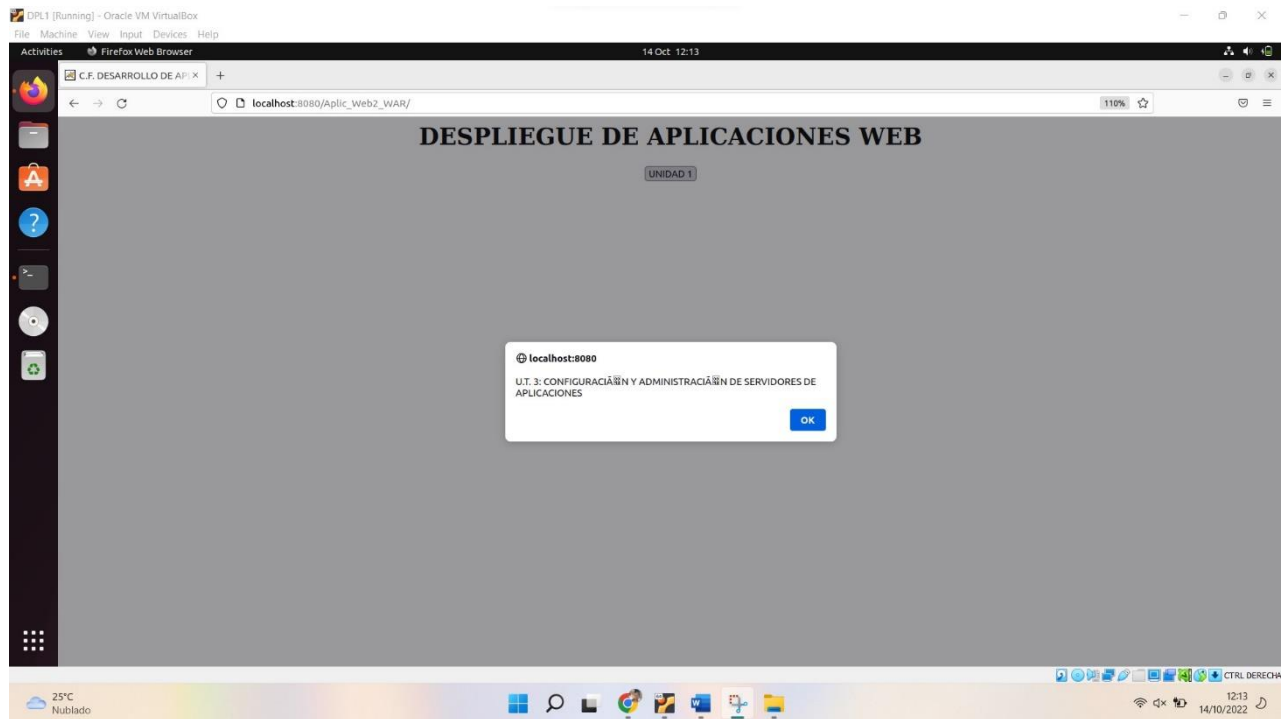 DPL1 [Running] - Oracle VM VirtualBox
File Machine View Input Devices Help
Activities Firefox Web Browser 14 Oct 12:13
C.F. DESARROLLO DE AP
localhost:8080/Aplic_Web2_WAR/ 110%
DESPLIEGUE DE APLICACIONES WEB
UNIDAD 1
localhost:8080
U.T. 3: CONFIGURACIÃN Y ADMINISTRACIÃN DE SERVIDORES DE
APLICACIONES
OK
CTRL DERECHA
25°C
Nublado
12:13
14/10/2022